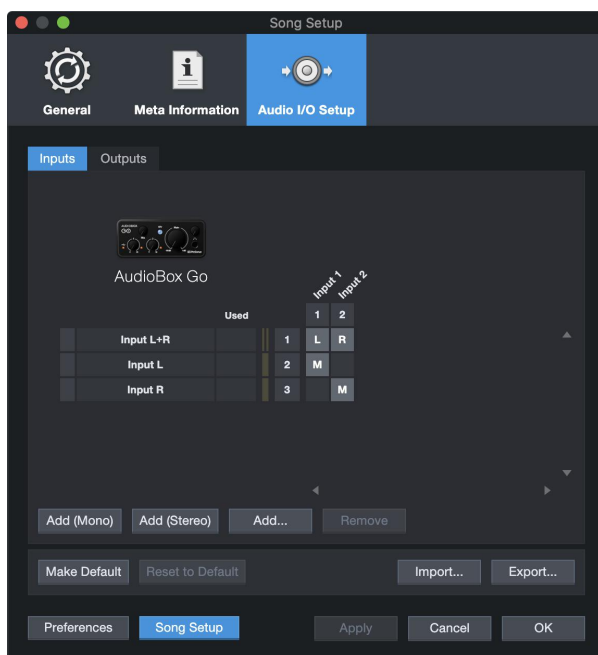 Song Setup
General
Meta Information
Audio I/O Setup
Inputs
Outputs
AudioBox Go
Input 1
Input 2
Used
1 2
Input L+R 1 L R
Input L 2 M
Input R 3 M
Add (Mono)
Add (Stereo)
Add...
Remove
Make Default
Reset to Default
Import...
Export...
Preferences
Song Setup
Apply
Cancel
OK